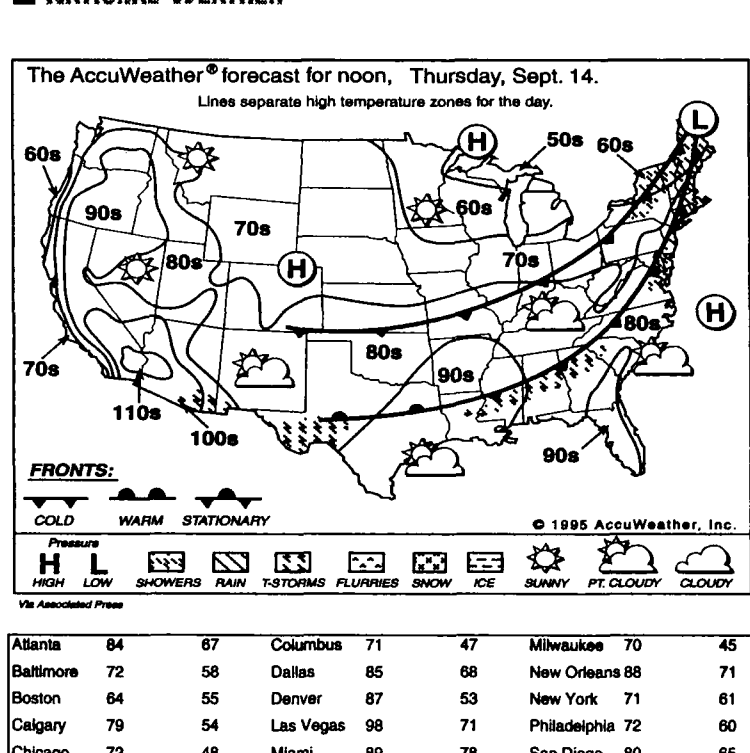 The AccuWeather® forecast for noon, Thursday, Sept. 14.
Lines separate high temperature zones for the day.
L
H
50s
60s
60s
90s
60s
70s
80s
70s
H
H
80s
80s
90s
70s
110s
100s
90s
FRONTS:
COLD WARM STATIONARY
© 1995 AccuWeather, Inc.
Pressure
H L
HIGH LOW SHOWERS RAIN T-STORMS FLURRIES SNOW ICE SUNNY PT. CLOUDY CLOUDY
Via Associated Press
Atlanta 84 67 Columbus 71 47 Milwaukee 70 45
Baltimore 72 58 Dallas 85 68 New Orleans 88 71
Boston 64 55 Denver 87 53 New York 71 61
Calgary 79 54 Las Vegas 98 71 Philadelphia 72 60
Chicago 72 48 Miami 89 78 San Diego 80 65